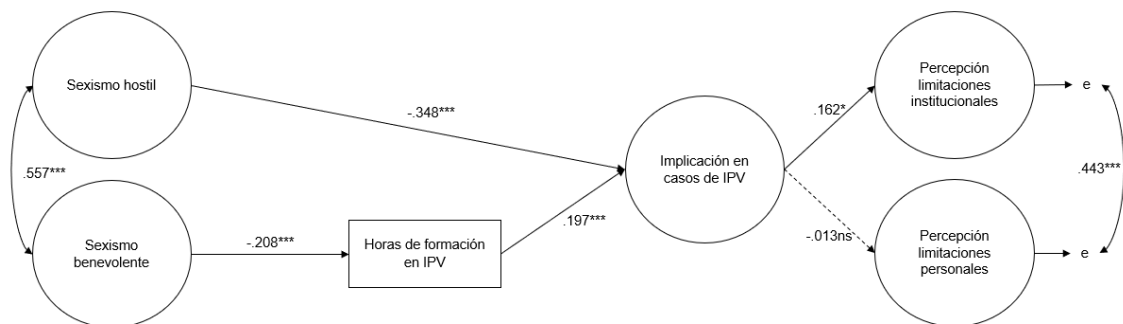 Sexismo hostil
Percepción
limitaciones
institucionales
e
-.348***
.162*
.557***
Implicación en
casos de IPV
.443***
.197***
-.208***
Horas de formación
en IPV
Sexismo
benevolente
-.013ns
Percepción
limitaciones
personales
e